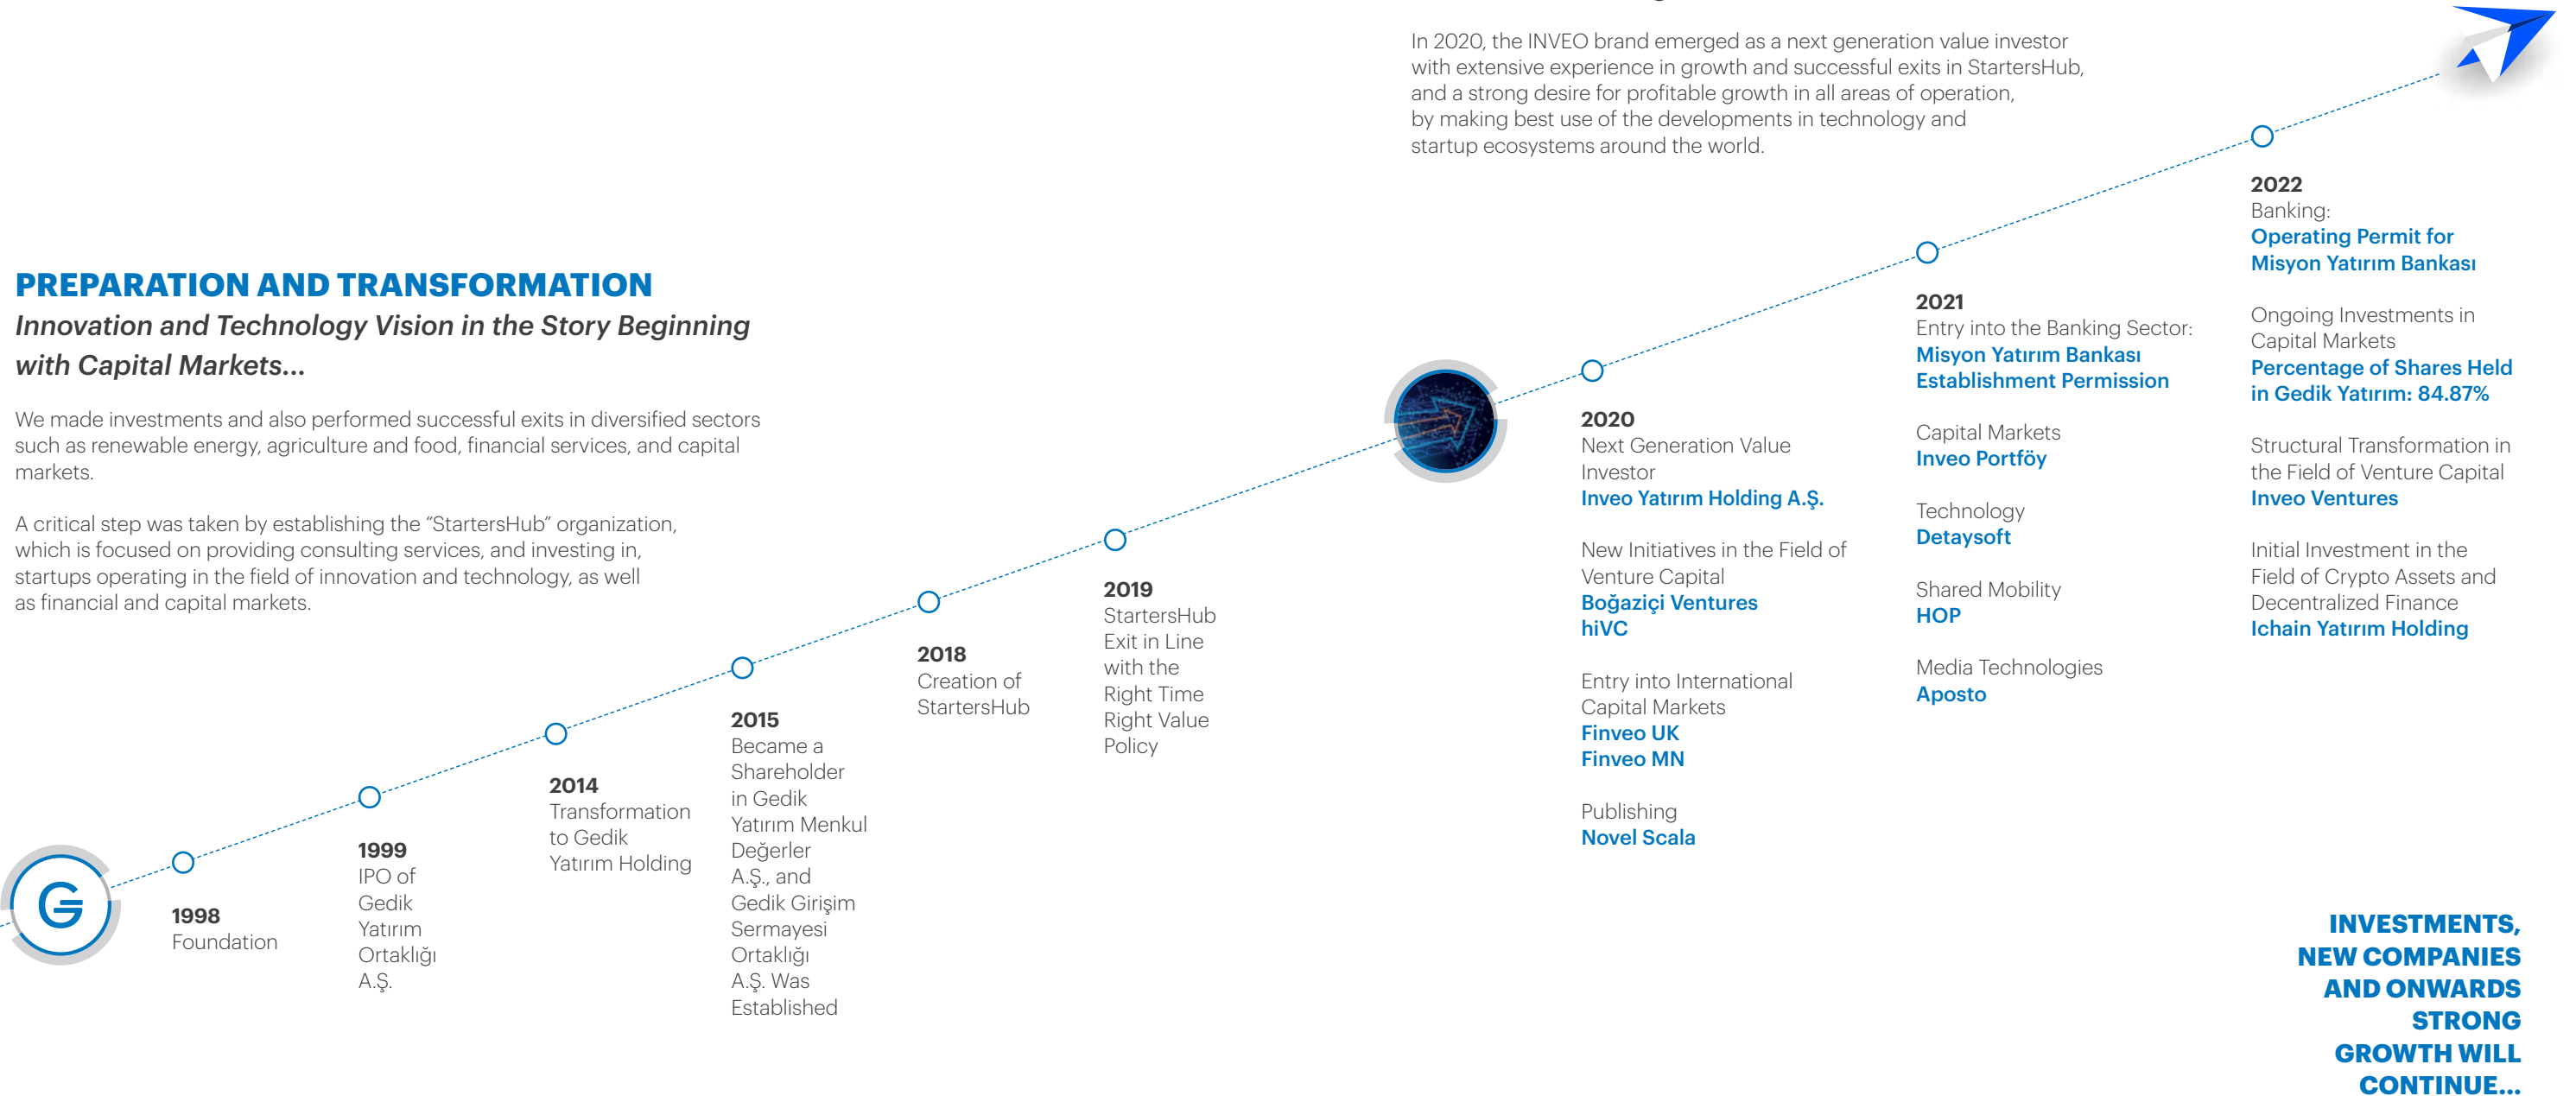 In 2020, the INVEO brand emerged as a next generation value investor
with extensive experience in growth and successful exits in StartersHub,
and a strong desire for profitable growth in all areas of operation,
by making best use of the developments in technology and
startup ecosystems around the world.
PREPARATION AND TRANSFORMATION
Innovation and Technology Vision in the Story Beginning
with Capital Markets...
We made investments and also performed successful exits in diversified sectors
such as renewable energy, agriculture and food, financial services, and capital
markets.
A critical step was taken by establishing the “StartersHub” organization,
which is focused on providing consulting services, and investing in,
startups operating in the field of innovation and technology, as well
as financial and capital markets.
G
1998
Foundation
1999
IPO of
Gedik
Yatırım
Ortaklığı
A.Ş.
2014
Transformation
to Gedik
Yatırım Holding
2015
Became a
Shareholder
in Gedik
Yatırım Menkul
Değerler
A.Ş., and
Gedik Girişim
Sermayesi
Ortaklığı
A.Ş. Was
Established
2018
Creation of
StartersHub
2019
StartersHub
Exit in Line
with the
Right Time
Right Value
Policy
2020
Next Generation Value
Investor
Inveo Yatırım Holding A.Ş.
New Initiatives in the Field of
Venture Capital
Boğaziçi Ventures
hiVC
Entry into International
Capital Markets
Finveo UK
Finveo MN
Publishing
Novel Scala
2021
Entry into the Banking Sector:
Misyon Yatırım Bankası
Establishment Permission
Capital Markets
Inveo Portföy
Technology
Detaysoft
Shared Mobility
HOP
Media Technologies
Aposto
2022
Banking:
Operating Permit for
Misyon Yatırım Bankası
Ongoing Investments in
Capital Markets
Percentage of Shares Held
in Gedik Yatırım: 84.87%
Structural Transformation in
the Field of Venture Capital
Inveo Ventures
Initial Investment in the
Field of Crypto Assets and
Decentralized Finance
Ichain Yatırım Holding
INVESTMENTS,
NEW COMPANIES
AND ONWARDS
STRONG
GROWTH WILL
CONTINUE...